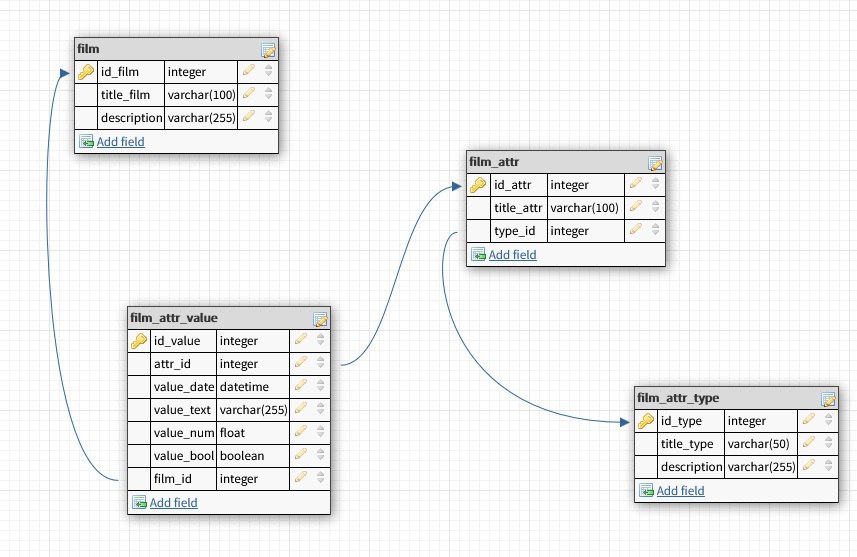 film
id_film integer
title_film varchar(100)
description varchar(255)
Add field
film_attr
id_attr integer
title_attr varchar(100)
type_id integer
Add field
film_attr_value
id_value integer
attr_id integer
value_date datetime
value_text varchar(255)
value_num float
value_bool boolean
film_id integer
Add field
film_attr_type
id_type integer
title_type varchar(50)
description varchar(255)
Add field